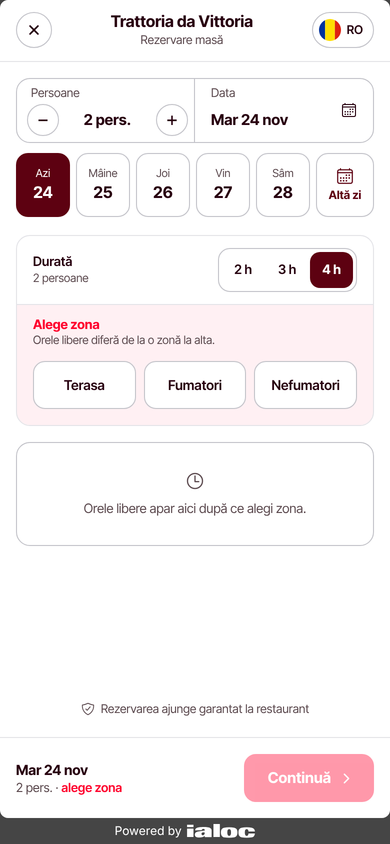 Trattoria da Vittoria
Rezervare masă
RO
Persoane
2 pers.
Data
Mar 24 nov
Azi
24
Mâine
25
Joi
26
Vin
27
Sâm
28
Altă zi
Durată
2 persoane
2 h
3 h
4 h
Alege zona
Orele libere diferă de la o zonă la alta.
Terasa
Fumatori
Nefumatori
Orele libere apar aici după ce alegi zona.
Rezervarea ajunge garantat la restaurant
Mar 24 nov
2 pers. · alege zona
Continuă
Powered by ialoc